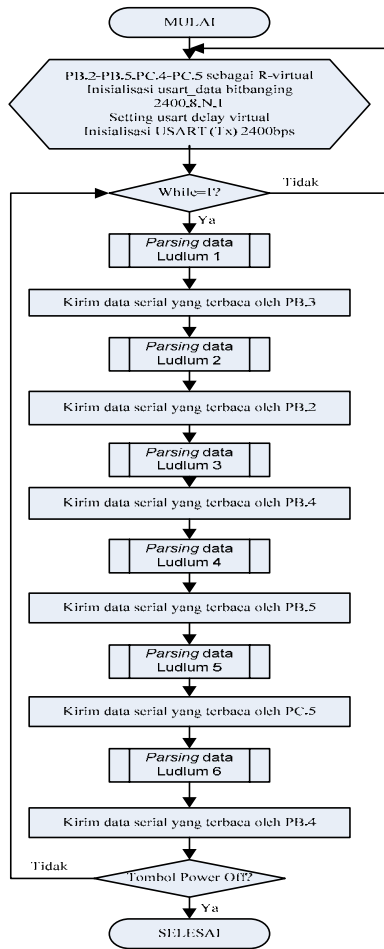 MULAI
PB.2-PB.5-PC.4-PC.5 sebagai R-virtual
Inisialisasi usart_data bitbanging
2400.8.N.1
Setting usart delay virtual
Inisialisasi USART (Tx) 2400bps
While=1?
Tidak
Ya
Parsing data
Ludlum 1
Kirim data serial yang terbaca oleh PB.3
Parsing data
Ludlum 2
Kirim data serial yang terbaca oleh PB.2
Parsing data
Ludlum 3
Kirim data serial yang terbaca oleh PB.4
Parsing data
Ludlum 4
Kirim data serial yang terbaca oleh PB.5
Parsing data
Ludlum 5
Kirim data serial yang terbaca oleh PC.5
Parsing data
Ludlum 6
Kirim data serial yang terbaca oleh PB.4
Tidak
Tombol Power Off?
Ya
SELESAI